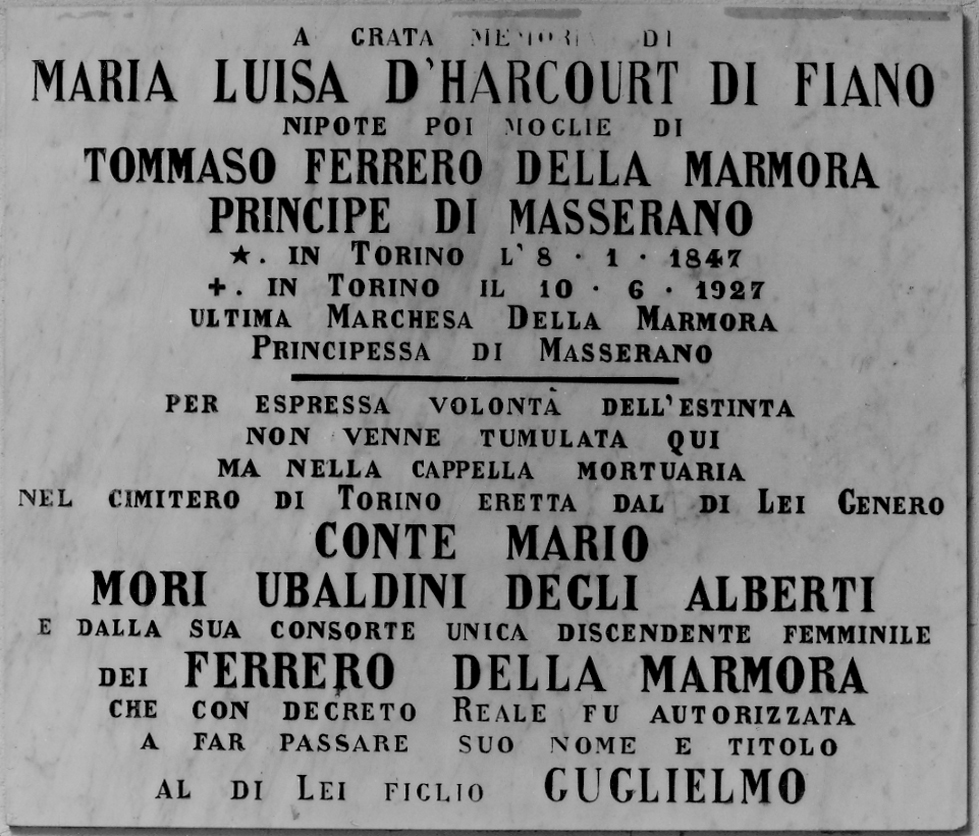 A GRATA MEMORIA DI
MARIA LUISA D'HARCOURT DI FIANO
NIPOTE POI MOGLIE DI
TOMMASO FERRERO DELLA MARMORA
PRINCIPE DI MASSERANO
★. IN TORINO L'8 · 1 · 1847
+. IN TORINO IL 10 · 6 · 1927
ULTIMA MARCHESA DELLA MARMORA
PRINCIPESSA DI MASSERANO
PER ESPRESSA VOLONTÀ DELL'ESTINTA
NON VENNE TUMULATA QUI
MA NELLA CAPPELLA MORTUARIA
NEL CIMITERO DI TORINO ERETTA DAL DI LEI GENERO
CONTE MARIO
MORI UBALDINI DEGLI ALBERTI
E DALLA SUA CONSORTE UNICA DISCENDENTE FEMMINILE
DEI FERRERO DELLA MARMORA
CHE CON DECRETO REALE FU AUTORIZZATA
A FAR PASSARE SUO NOME E TITOLO
AL DI LEI FIGLIO GUGLIELMO